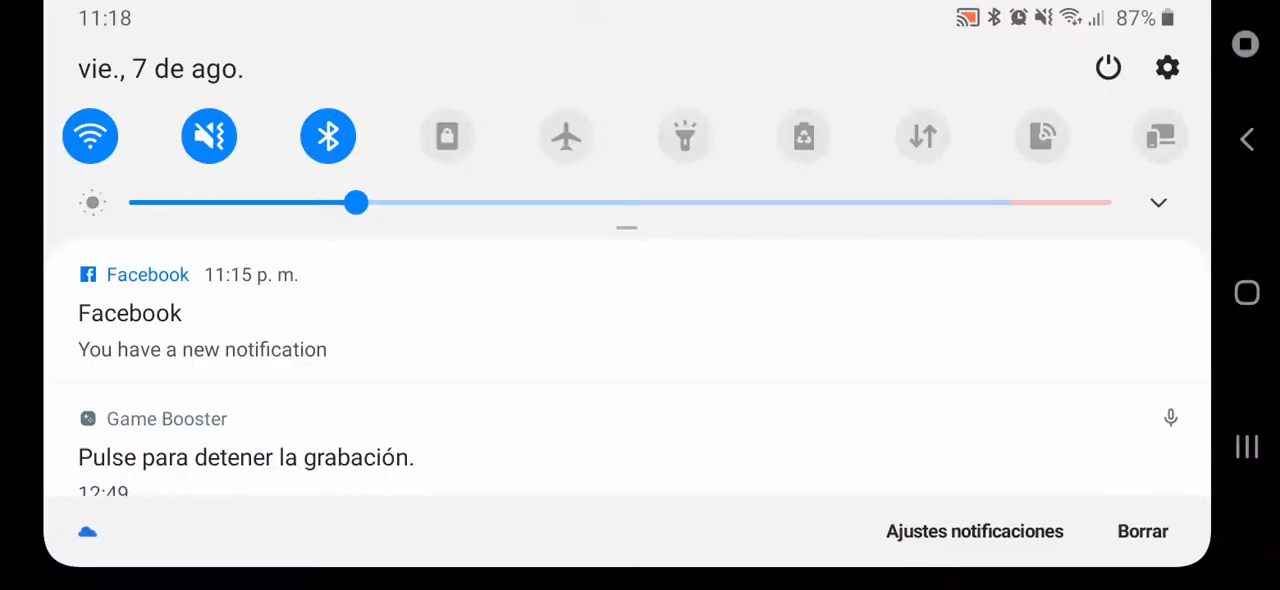 11:18
87%
vie., 7 de ago.
Facebook 11:15 p. m.
Facebook
You have a new notification
Game Booster
Pulse para detener la grabación.
12:49
Ajustes notificaciones Borrar